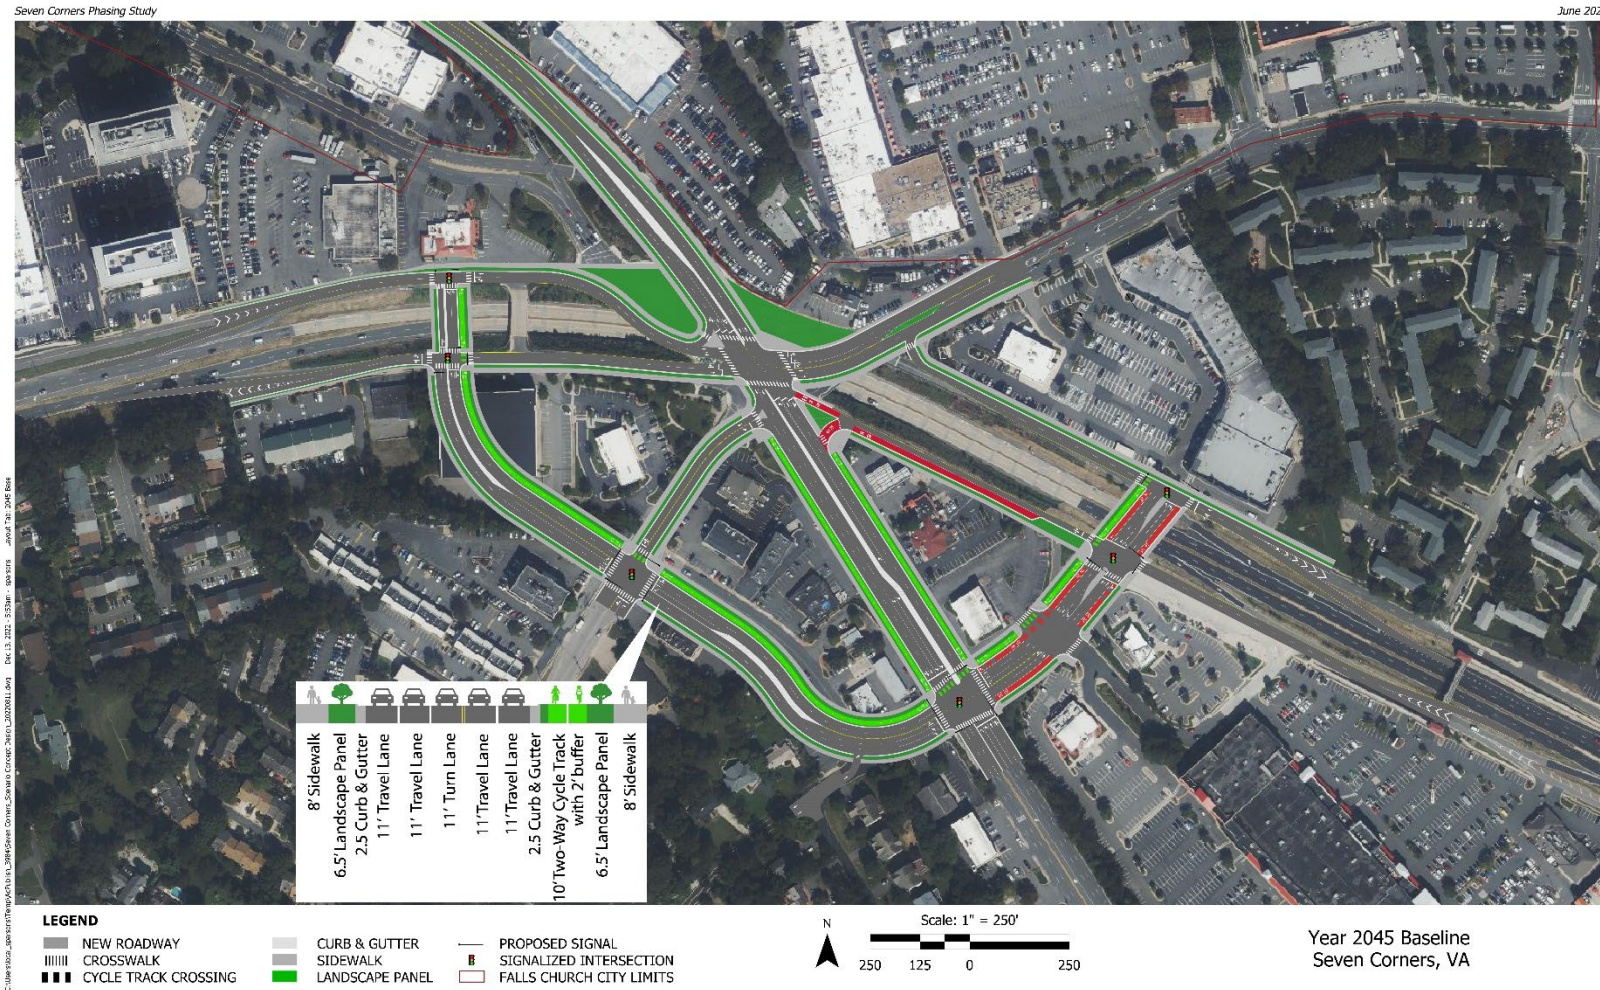 Seven Corners Phasing Study
June 202
8' Sidewalk
6.5' Landscape Panel
2.5 Curb & Gutter
11' Travel Lane
11' Travel Lane
11' Turn Lane
11'Travel Lane
11'Travel Lane
2.5 Curb & Gutter
10'Two-Way Cycle Track
with 2' buffer
6.5' Landscape Panel
8' Sidewalk
LEGEND
NEW ROADWAY
CROSSWALK
CYCLE TRACK CROSSING
CURB & GUTTER
SIDEWALK
LANDSCAPE PANEL
PROPOSED SIGNAL
SIGNALIZED INTERSECTION
FALLS CHURCH CITY LIMITS
N
Scale: 1" = 250'
250 125 0 250
Year 2045 Baseline
Seven Corners, VA